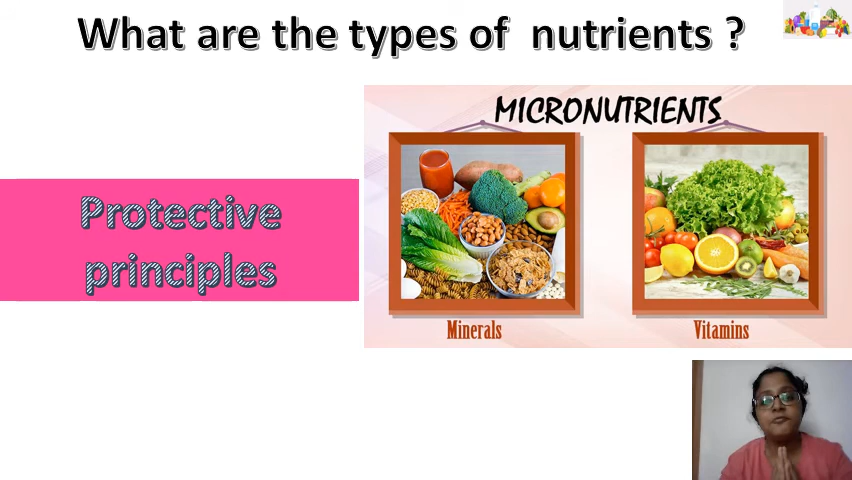 What are the types of nutrients ?
MICRONUTRIENTS
Protective
principles
Minerals
Vitamins